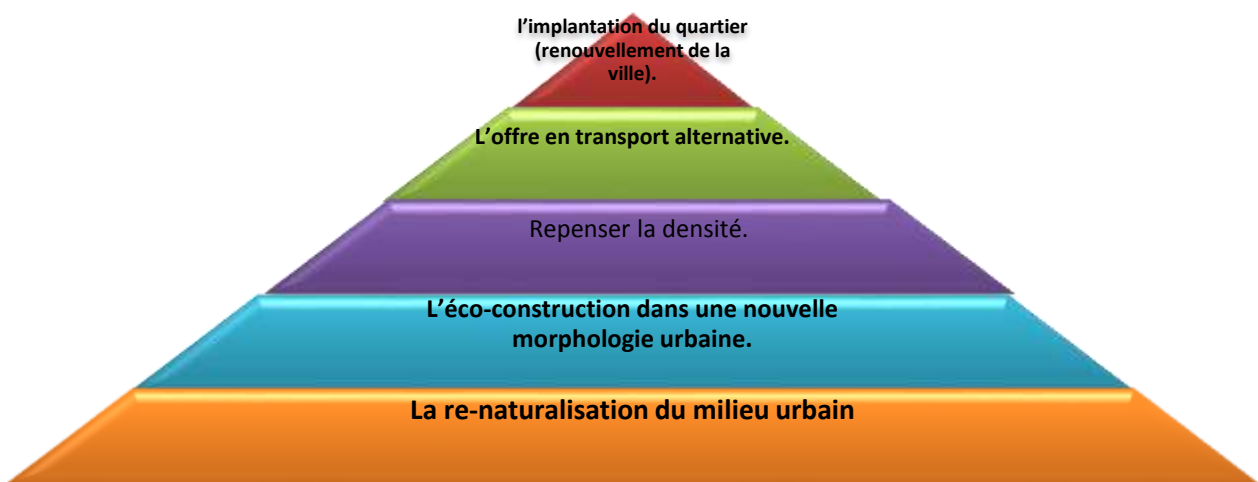 l’implantation du quartier
(renouvellement de la
ville).
L’offre en transport alternative.
Repenser la densité.
L’éco-construction dans une nouvelle
morphologie urbaine.
La re-naturalisation du milieu urbain